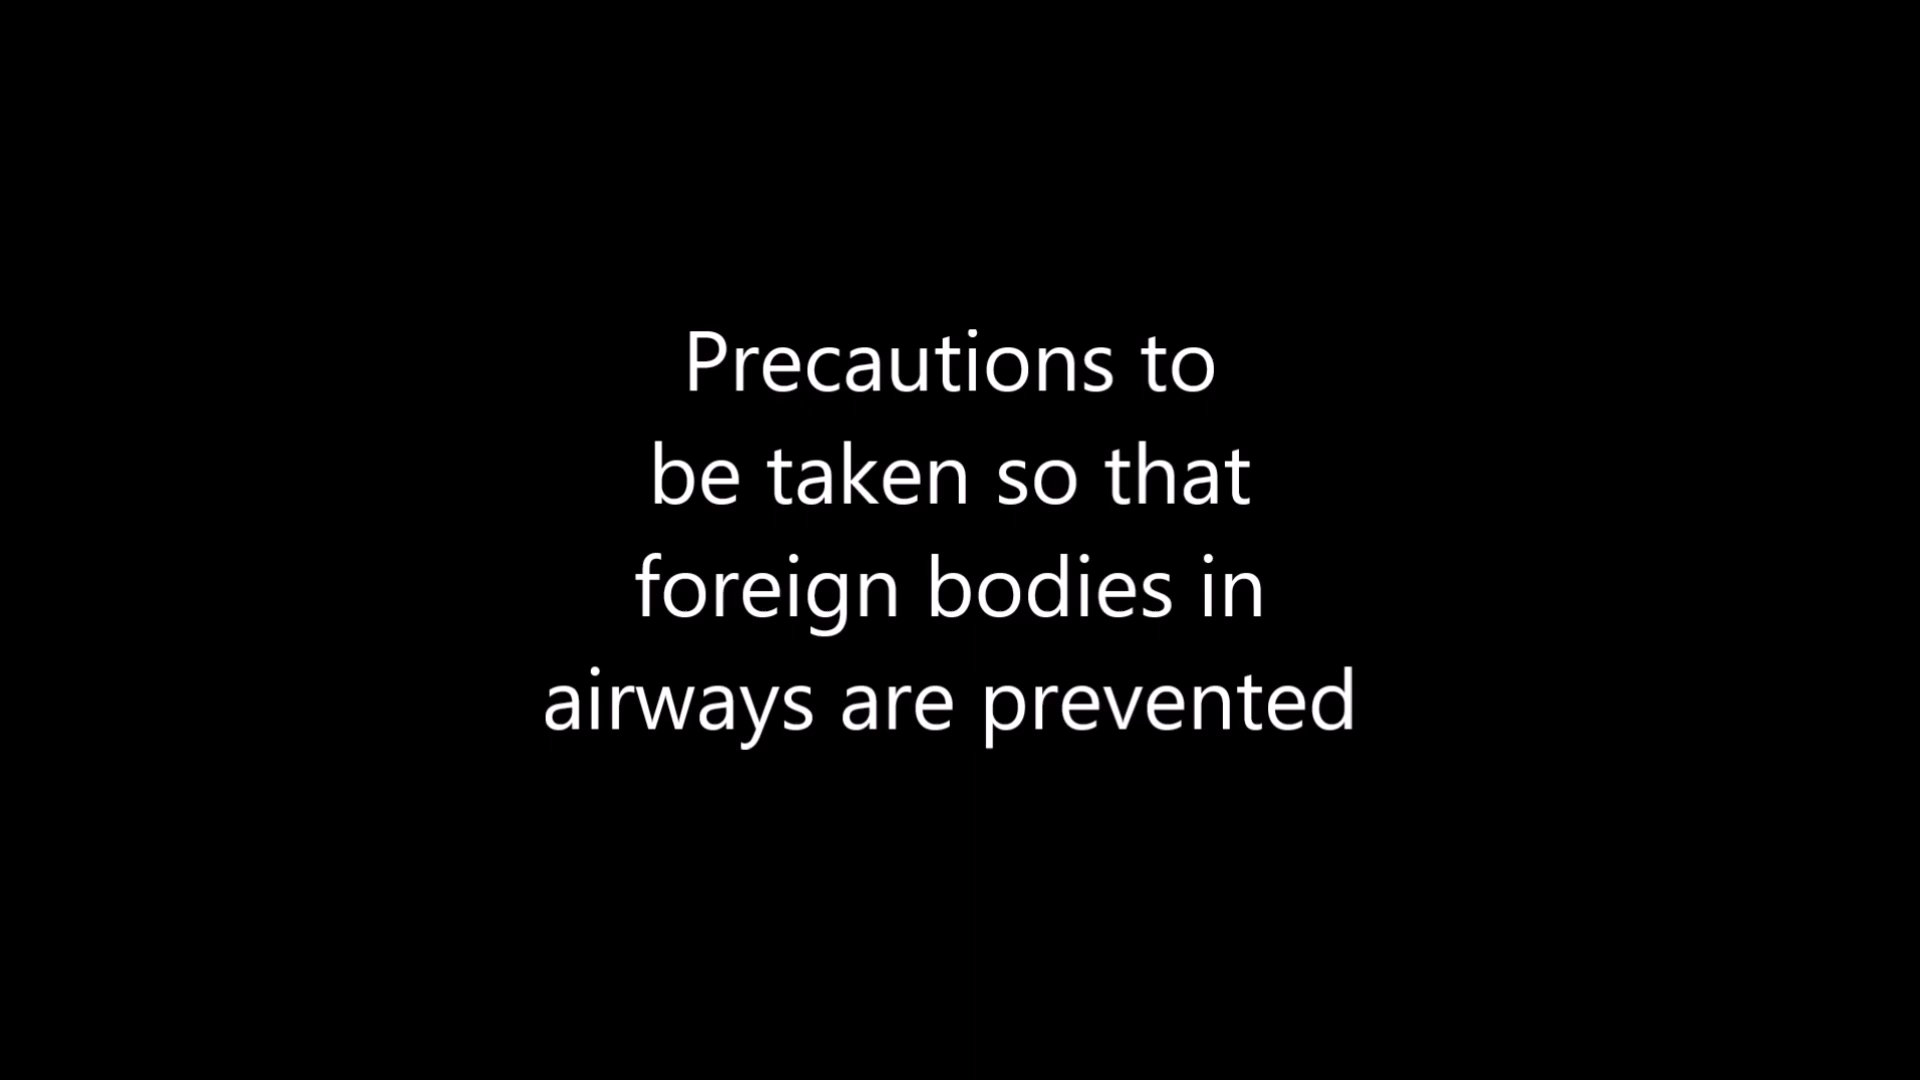 Precautions to
be taken so that
foreign bodies in
airways are prevented